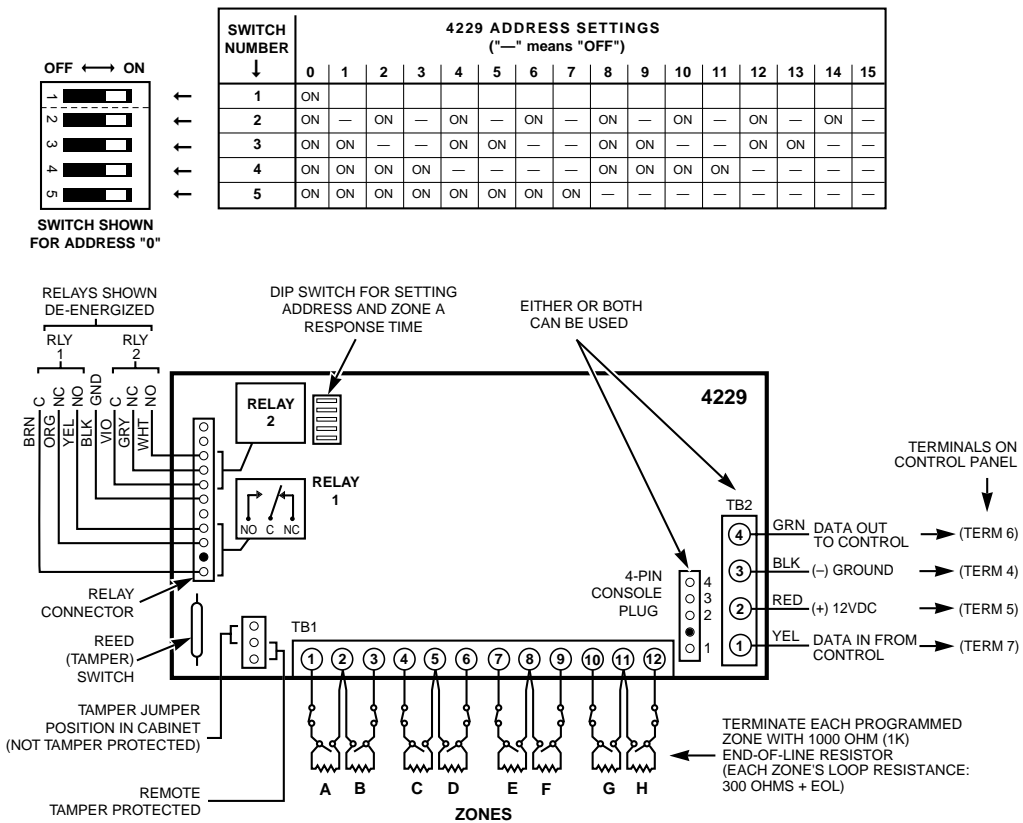 SWITCH NUMBER ↓ 4229 ADDRESS SETTINGS
("—" means "OFF")
0 1 2 3 4 5 6 7 8 9 10 11 12 13 14 15
1 ON
2 ON — ON — ON — ON — ON — ON — ON — ON —
3 ON ON — — ON ON — — ON ON — — ON ON — —
4 ON ON ON ON — — — — ON ON ON ON — — — —
5 ON ON ON ON ON ON ON ON — — — — — — — —
OFF ←→ ON
1
2
3
4
5
SWITCH SHOWN
FOR ADDRESS "0"
RELAYS SHOWN
DE-ENERGIZED
RLY
1
RLY
2
C NC NO GND C NC NO
BRN ORG YEL BLK VIO GRY WHT
DIP SWITCH FOR SETTING
ADDRESS AND ZONE A
RESPONSE TIME
EITHER OR BOTH
CAN BE USED
RELAY
2
RELAY
1
NO C NC
4229
TERMINALS ON
CONTROL PANEL
TB2
4 GRN DATA OUT
TO CONTROL (TERM 6)
3 BLK (–) GROUND (TERM 4)
2 RED (+) 12VDC (TERM 5)
1 YEL DATA IN FROM
CONTROL (TERM 7)
4-PIN
CONSOLE
PLUG
4
3
2
1
RELAY
CONNECTOR
REED
(TAMPER)
SWITCH
TB1
1 2 3 4 5 6 7 8 9 10 11 12
TAMPER JUMPER
POSITION IN CABINET
(NOT TAMPER PROTECTED)
REMOTE
TAMPER PROTECTED
A B C D E F G H
ZONES
TERMINATE EACH PROGRAMMED
ZONE WITH 1000 OHM (1K)
END-OF-LINE RESISTOR
(EACH ZONE'S LOOP RESISTANCE:
300 OHMS + EOL)